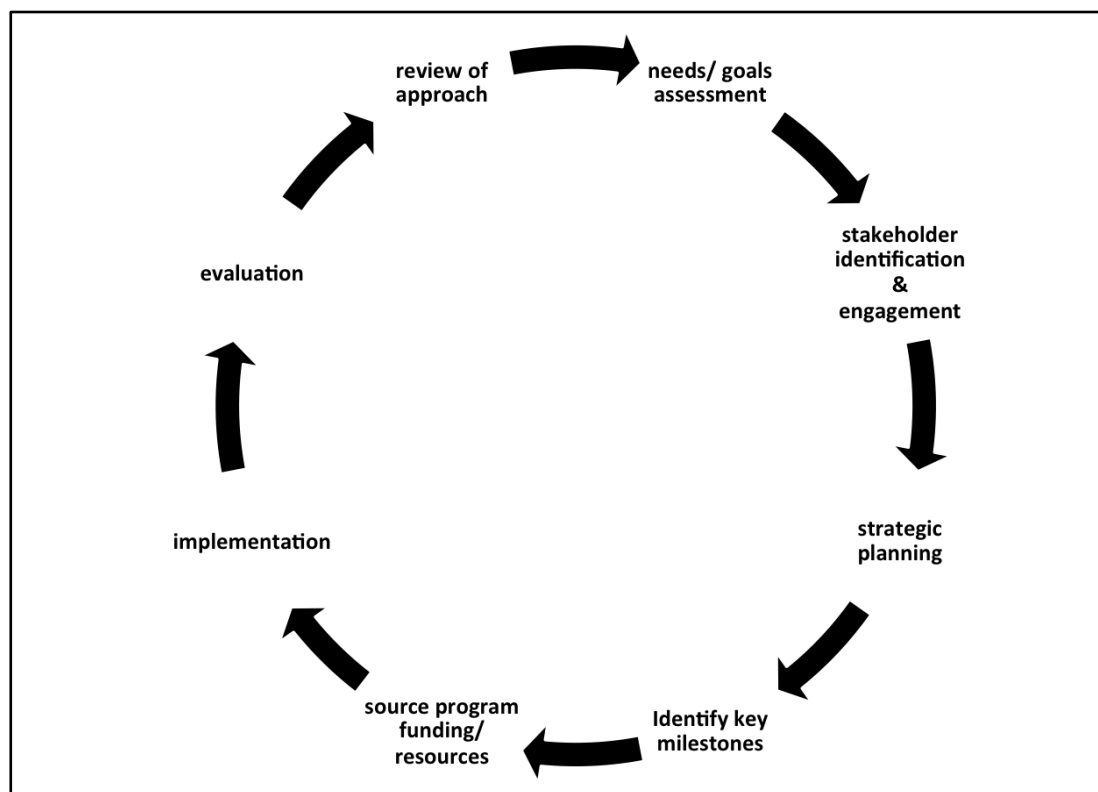 review of
approach
needs/ goals
assessment
stakeholder
identification
&
engagement
strategic
planning
Identify key
milestones
source program
funding/
resources
implementation
evaluation